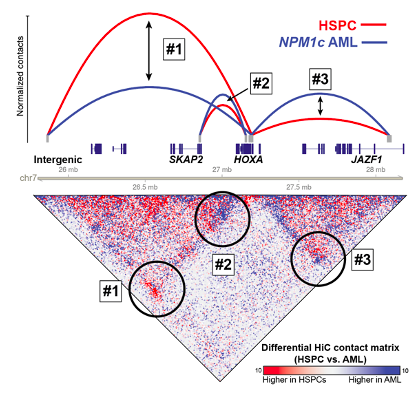 Normalized contacts
HSPC
NPM1c AML
#1
#2
#3
Intergenic
SKAP2
HOXA
JAZF1
26 mb
27 mb
28 mb
chr7
26.5 mb
27.5 mb
#1
#2
#3
Differential HiC contact matrix
(HSPC vs. AML)
10
10
Higher in HSPCs
Higher in AML